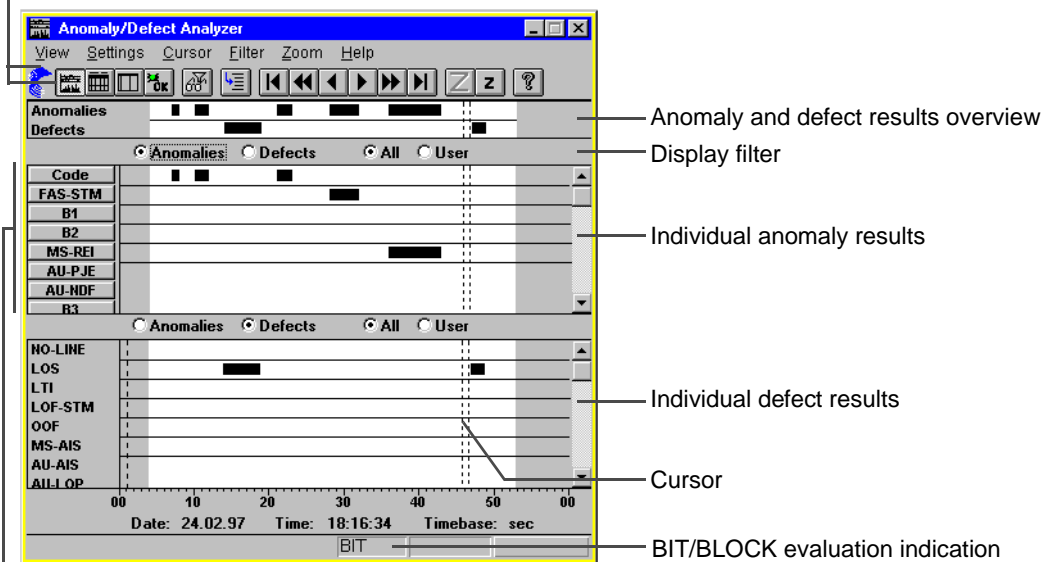 Anomaly/Defect Analyzer
View Settings Cursor Filter Zoom Help
OK Z z ?
Anomalies
Defects
Anomaly and defect results overview
Anomalies Defects All User
Display filter
Code
FAS-STM
B1
B2
MS-REI
AU-PJE
AU-NDF
B3
Individual anomaly results
Anomalies Defects All User
NO-LINE
LOS
LTI
LOF-STM
OOF
MS-AIS
AU-AIS
AU-LOP
Individual defect results
Cursor
00 10 20 30 40 50 00
Date: 24.02.97 Time: 18:16:34 Timebase: sec
BIT
BIT/BLOCK evaluation indication